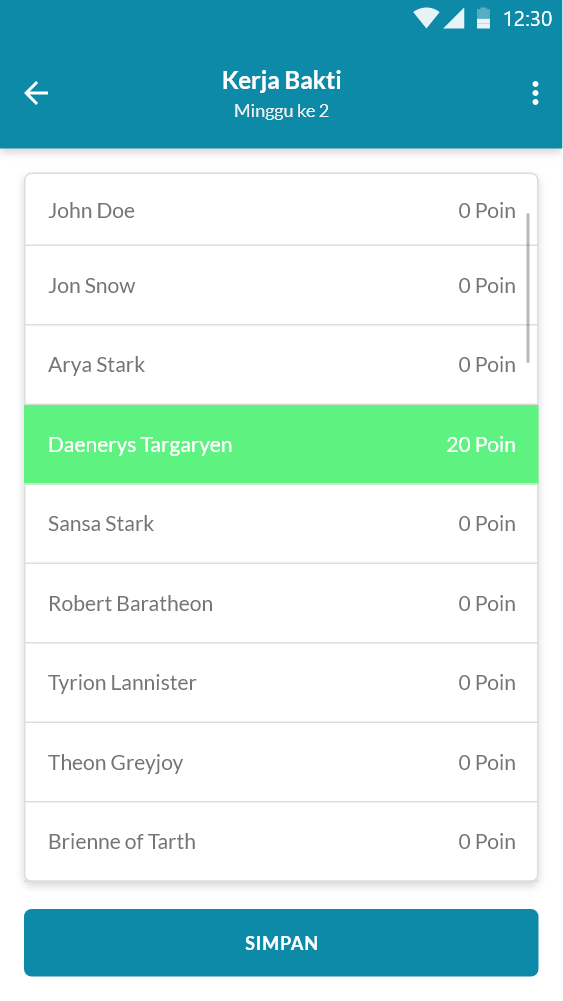 12:30
Kerja Bakti
Minggu ke 2
John Doe 0 Poin
Jon Snow 0 Poin
Arya Stark 0 Poin
Daenerys Targaryen 20 Poin
Sansa Stark 0 Poin
Robert Baratheon 0 Poin
Tyrion Lannister 0 Poin
Theon Greyjoy 0 Poin
Brienne of Tarth 0 Poin
SIMPAN